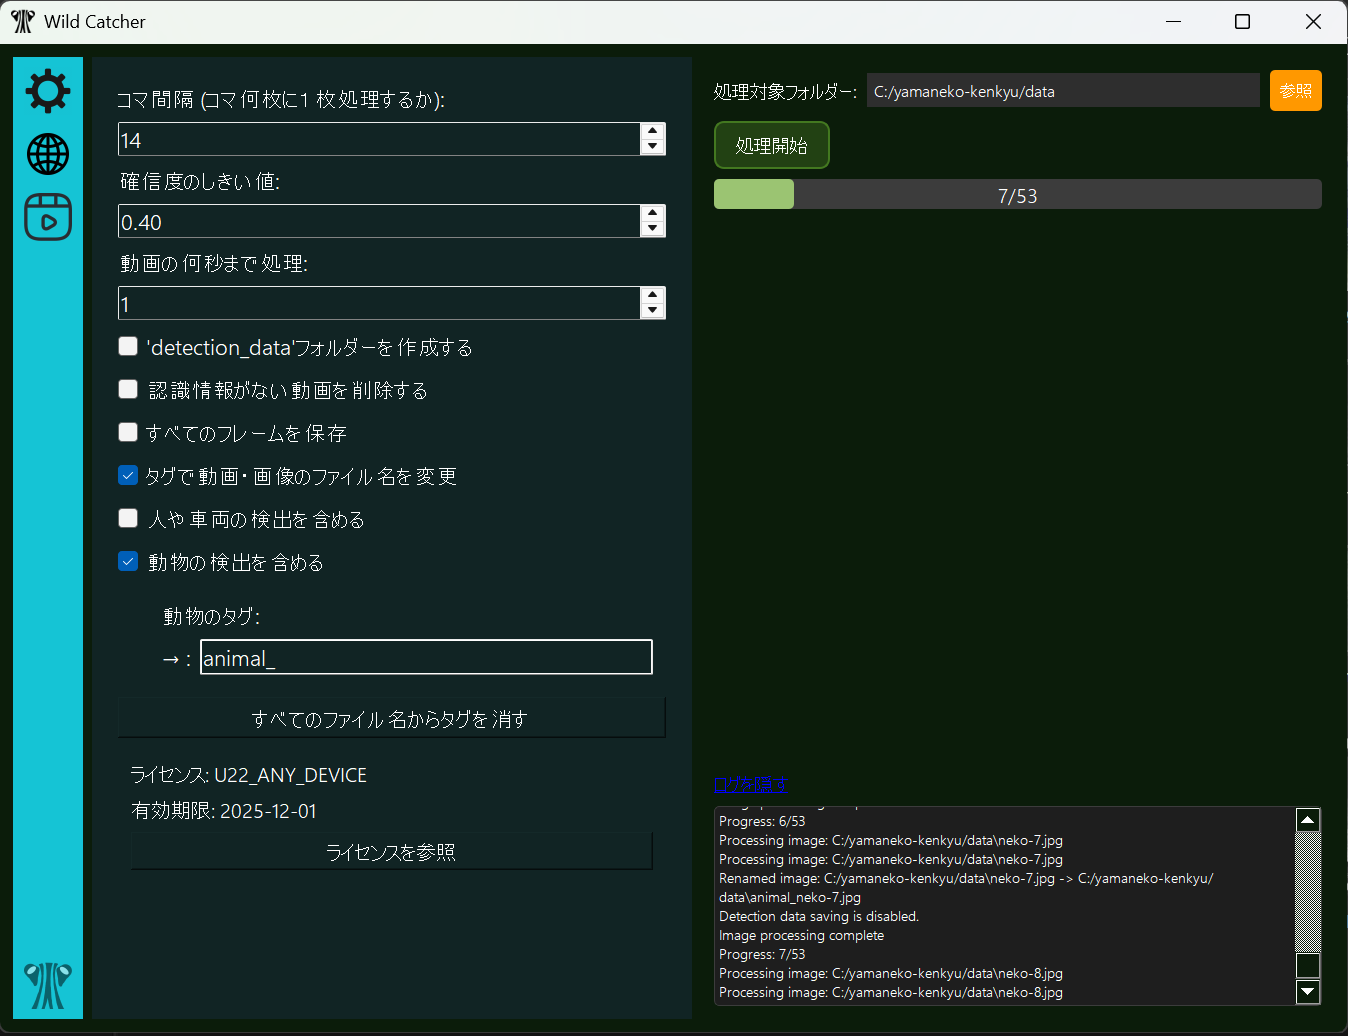 Wild Catcher
コマ間隔 (コマ何枚に1枚処理するか):
14
確信度のしきい値:
0.40
動画の何秒まで処理:
1
'detection_data'フォルダーを作成する
認識情報がない動画を削除する
すべてのフレームを保存
タグで動画・画像のファイル名を変更
人や車両の検出を含める
動物の検出を含める
動物のタグ:
→ : animal_
すべてのファイル名からタグを消す
ライセンス: U22_ANY_DEVICE
有効期限: 2025-12-01
ライセンスを参照
処理対象フォルダー: C:/yamaneko-kenkyu/data 参照
処理開始
7/53
ログを隠す
Progress: 6/53
Processing image: C:/yamaneko-kenkyu/data\neko-7.jpg
Processing image: C:/yamaneko-kenkyu/data\neko-7.jpg
Renamed image: C:/yamaneko-kenkyu/data\neko-7.jpg -> C:/yamaneko-kenkyu/
data\animal_neko-7.jpg
Detection data saving is disabled.
Image processing complete
Progress: 7/53
Processing image: C:/yamaneko-kenkyu/data\neko-8.jpg
Processing image: C:/yamaneko-kenkyu/data\neko-8.jpg